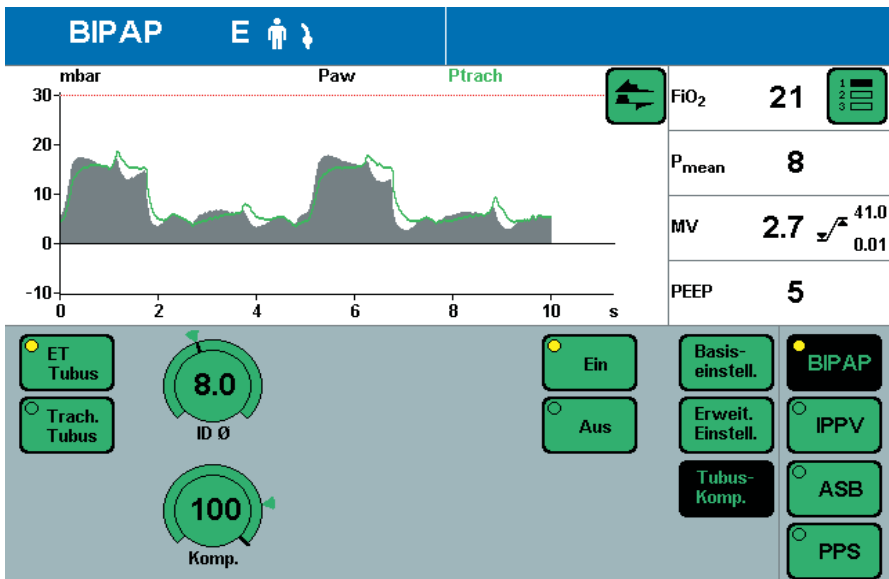 BIPAP E
mbar Paw Ptrach
30
20
10
0
-10
0 2 4 6 8 10 s
1
2
3
FiO2 21
Pmean 8
MV 2.7 41.0
0.01
PEEP 5
ET
Tubus
Trach.
Tubus
8.0
ID Ø
100
Komp.
Ein
Aus
Basis-
einstell.
Erweit.
Einstell.
Tubus-
Komp.
BIPAP
IPPV
ASB
PPS